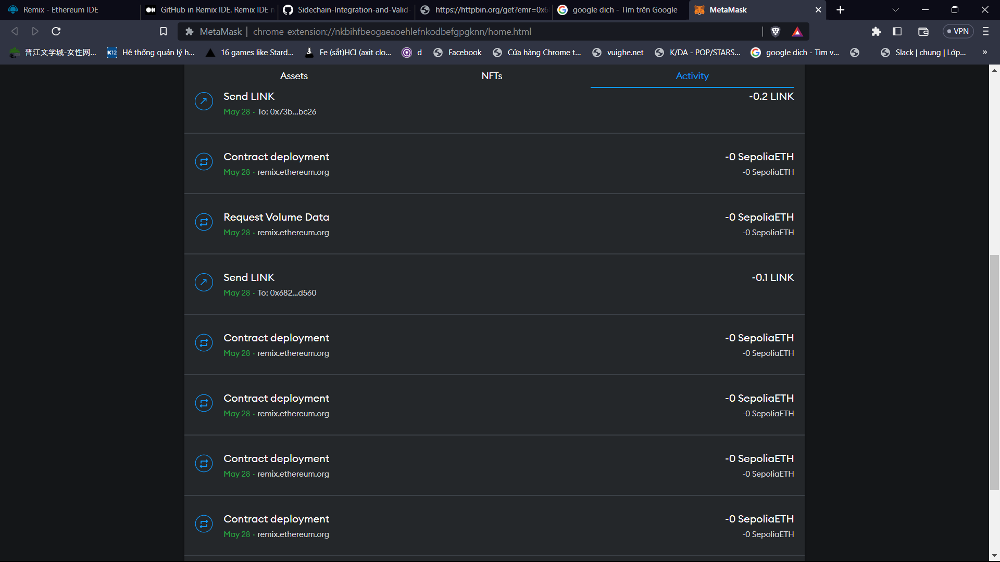 Remix - Ethereum IDE
GitHub in Remix IDE. Remix IDE n
Sidechain-Integration-and-Valid-
https://httpbin.org/get?emr=0x6
google dich - Tìm trên Google
MetaMask
MetaMask | chrome-extension://nkbihfbeogaeaoehlefnkodbefgpgknn/home.html
VPN
晋江文学城-女性网...
K12 Hệ thống quản lý h...
16 games like Stard...
Fe (sắt)HCl (axit clo...
d
Facebook
Cửa hàng Chrome t...
vuighe.net
K/DA - POP/STARS...
google dich - Tìm v...
Slack | chung | Lớp...
»
Assets
NFTs
Activity
Send LINK
-0.2 LINK
May 28 · To: 0x73b...bc26
Contract deployment
-0 SepoliaETH
May 28 · remix.ethereum.org
-0 SepoliaETH
Request Volume Data
-0 SepoliaETH
May 28 · remix.ethereum.org
-0 SepoliaETH
Send LINK
-0.1 LINK
May 28 · To: 0x682...d560
Contract deployment
-0 SepoliaETH
May 28 · remix.ethereum.org
-0 SepoliaETH
Contract deployment
-0 SepoliaETH
May 28 · remix.ethereum.org
-0 SepoliaETH
Contract deployment
-0 SepoliaETH
May 28 · remix.ethereum.org
-0 SepoliaETH
Contract deployment
-0 SepoliaETH
May 28 · remix.ethereum.org
-0 SepoliaETH